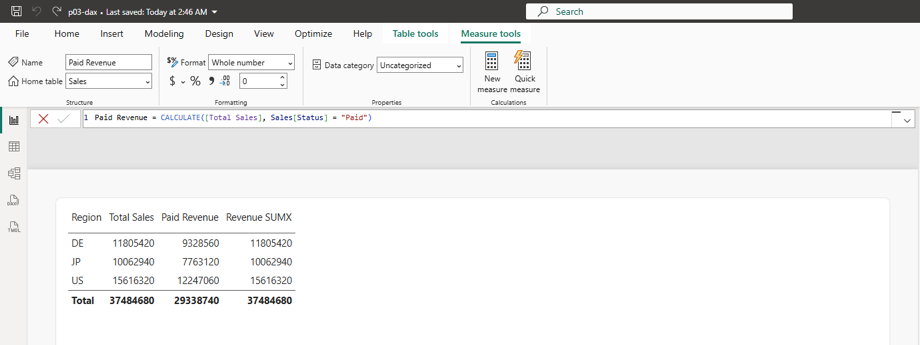 p03-dax • Last saved: Today at 2:46 AM
Search
File Home Insert Modeling Design View Optimize Help Table tools Measure tools
Name Paid Revenue $% Format Whole number Data category Uncategorized New measure Quick measure
Home table Sales $ % 9 .00 0
Structure Formatting Properties Calculations
1 Paid Revenue = CALCULATE([Total Sales], Sales[Status] = "Paid")
DAX
TMDL
Region Total Sales Paid Revenue Revenue SUMX
DE 11805420 9328560 11805420
JP 10062940 7763120 10062940
US 15616320 12247060 15616320
Total 37484680 29338740 37484680